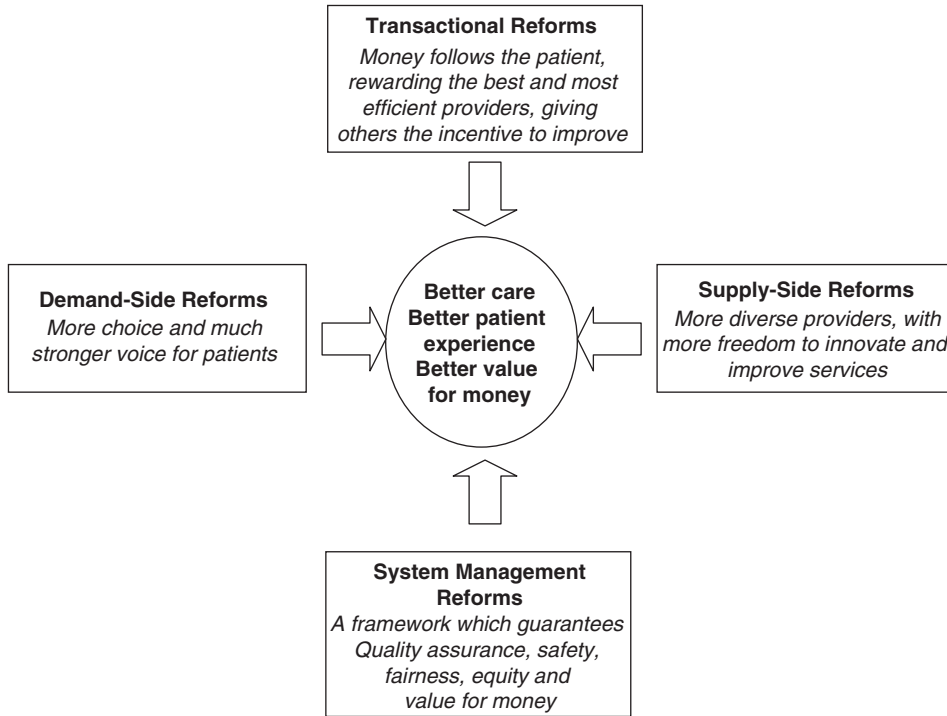 Transactional Reforms
Money follows the patient,
rewarding the best and most
efficient providers, giving
others the incentive to improve
Demand-Side Reforms
More choice and much
stronger voice for patients
Better care
Better patient
experience
Better value
for money
Supply-Side Reforms
More diverse providers, with
more freedom to innovate and
improve services
System Management
Reforms
A framework which guarantees
Quality assurance, safety,
fairness, equity and
value for money